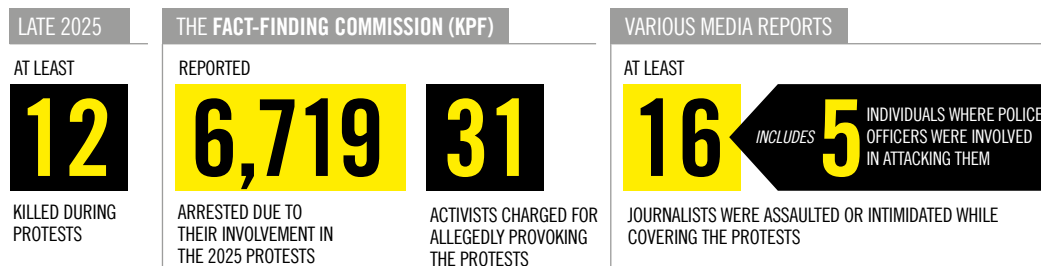 LATE 2025
AT LEAST
12
KILLED DURING
PROTESTS
THE FACT-FINDING COMMISSION (KPF)
REPORTED
6,719
ARRESTED DUE TO
THEIR INVOLVEMENT IN
THE 2025 PROTESTS
31
ACTIVISTS CHARGED FOR
ALLEGEDLY PROVOKING
THE PROTESTS
VARIOUS MEDIA REPORTS
AT LEAST
16
INCLUDES 5
INDIVIDUALS WHERE POLICE
OFFICERS WERE INVOLVED
IN ATTACKING THEM
JOURNALISTS WERE ASSAULTED OR INTIMIDATED WHILE
COVERING THE PROTESTS